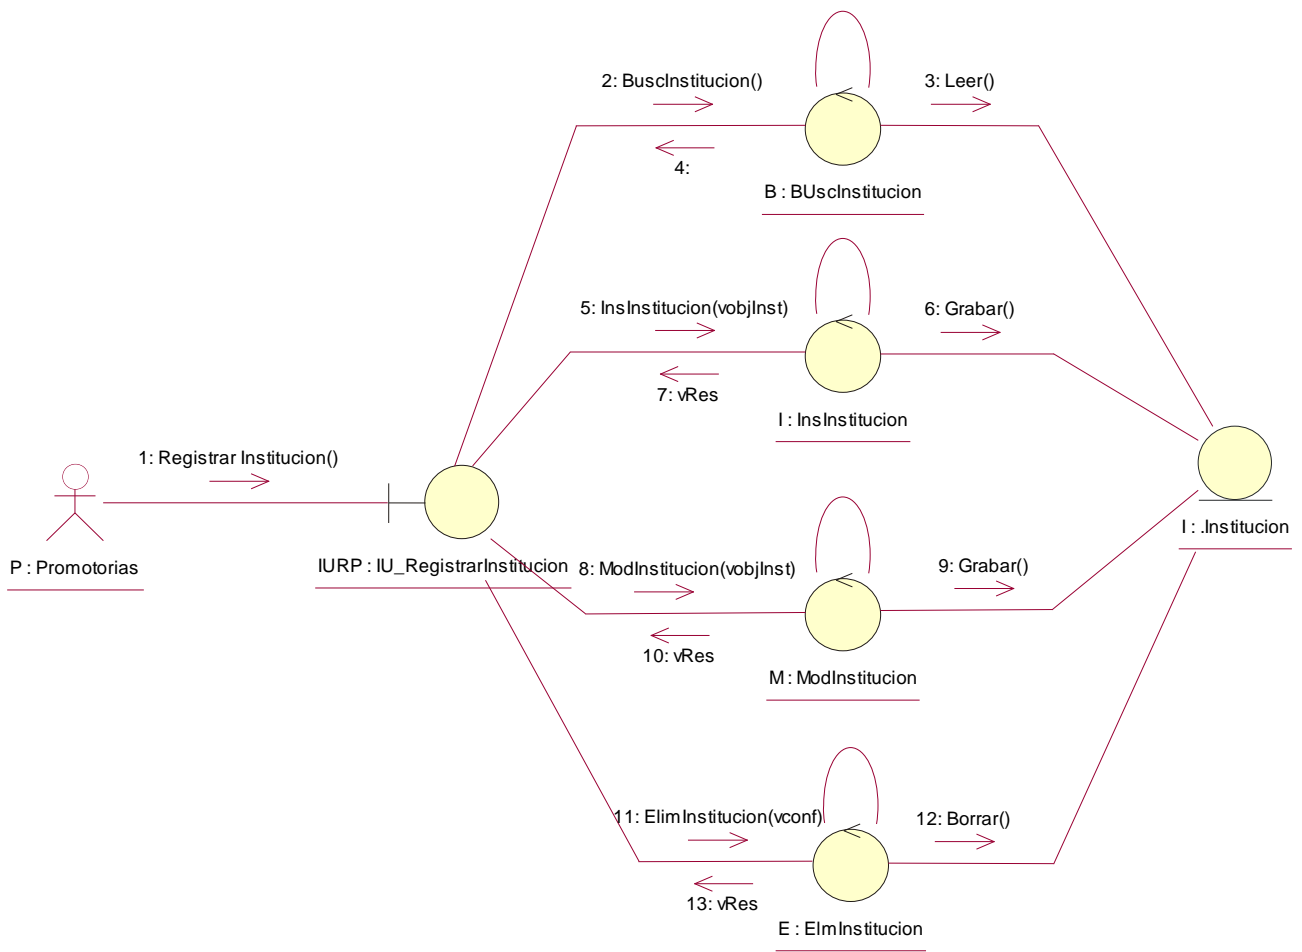 2: BuscInstitucion()
3: Leer()
4:
B : BUscInstitucion
5: InsInstitucion(vobjInst)
6: Grabar()
7: vRes
I : InsInstitucion
1: Registrar Institucion()
P : Promotorias
IURP : IU_RegistrarInstitucion
I : .Institucion
8: ModInstitucion(vobjInst)
9: Grabar()
10: vRes
M : ModInstitucion
11: ElimInstitucion(vconf)
12: Borrar()
13: vRes
E : ElmInstitucion